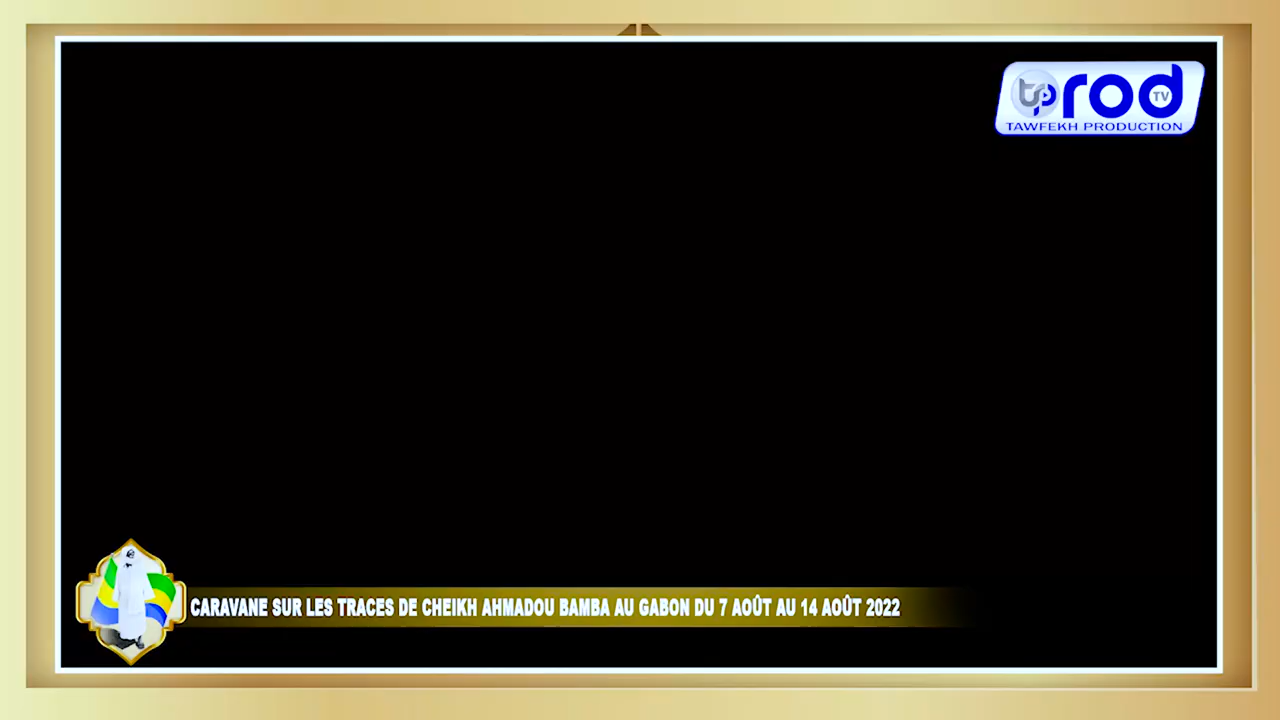 tprod
TV
TAWFEKH PRODUCTION
CARAVANE SUR LES TRACES DE CHEIKH AHMADOU BAMBA AU GABON DU 7 AOÛT AU 14 AOÛT 2022